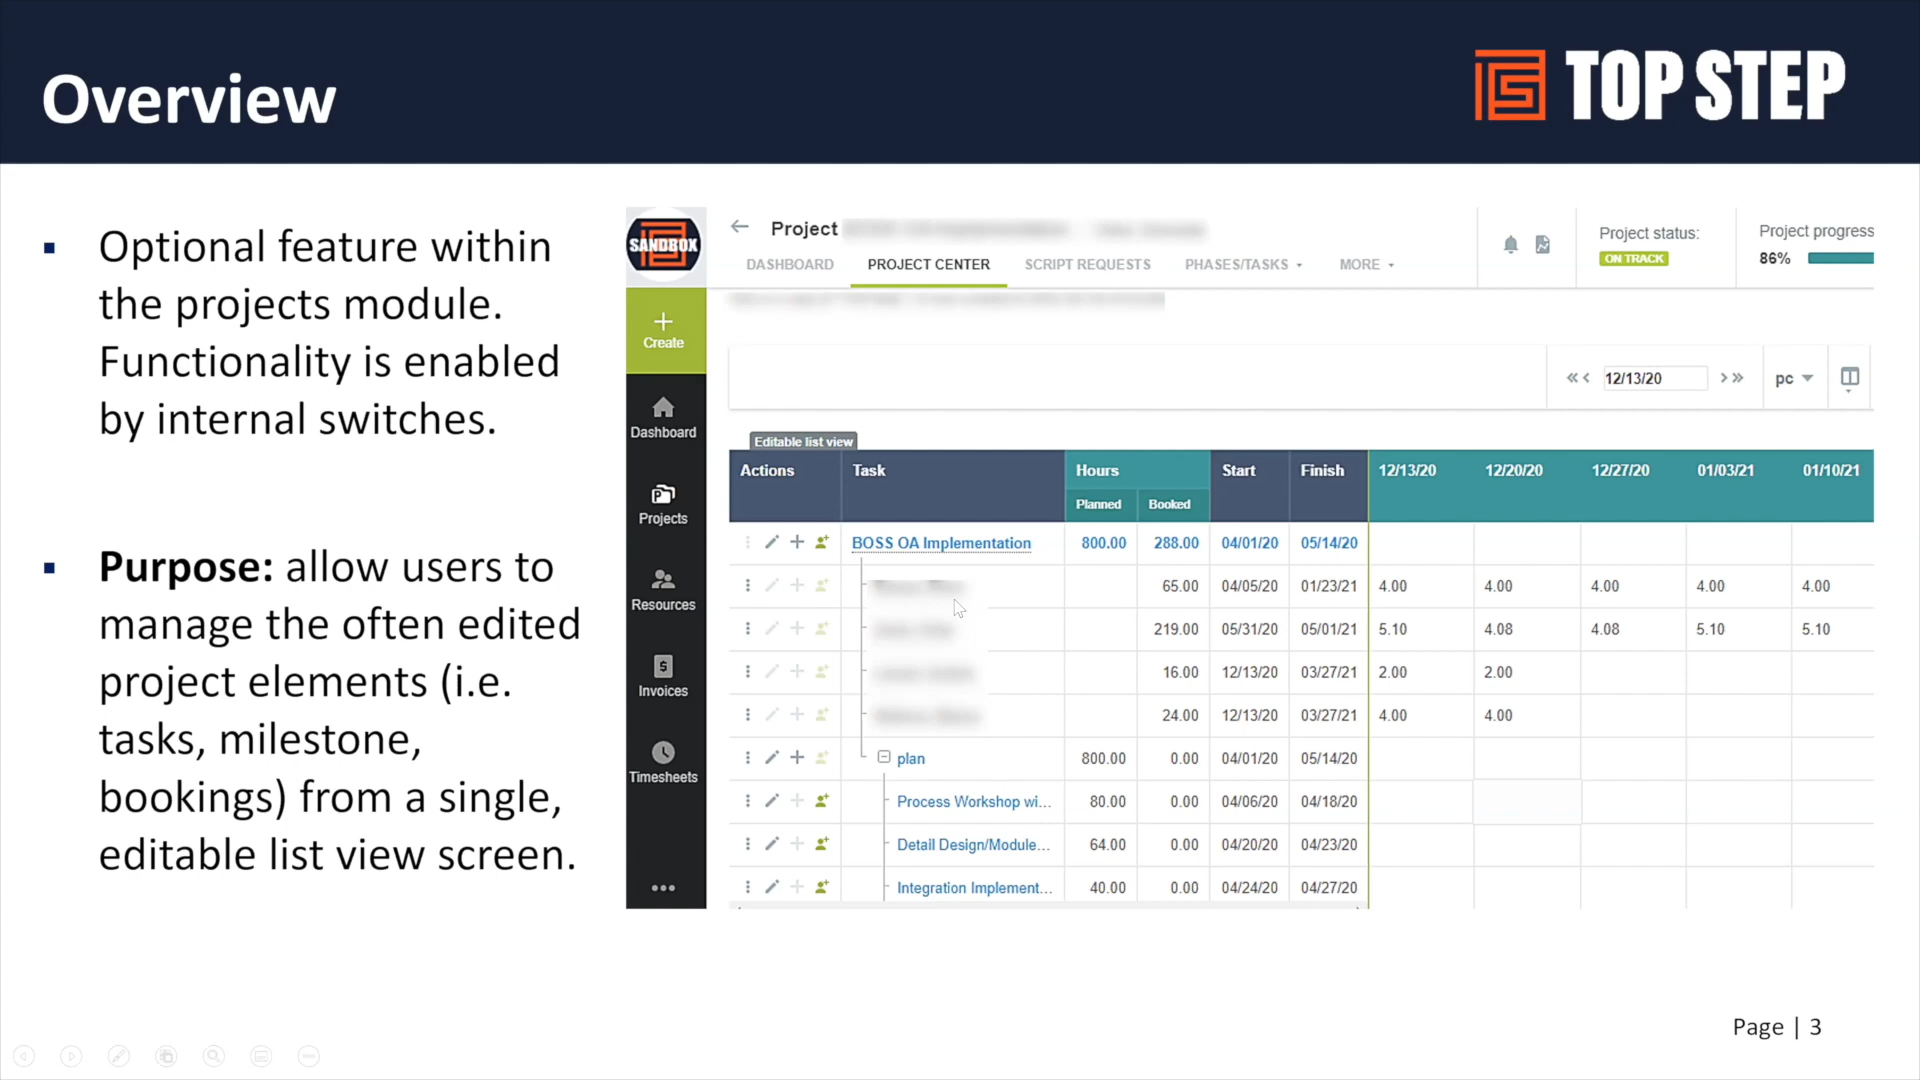 Overview
TOP STEP
▪ Optional feature within
the projects module.
Functionality is enabled
by internal switches.
▪ Purpose: allow users to
manage the often edited
project elements (i.e.
tasks, milestone,
bookings) from a single,
editable list view screen.
SANDBOX
Create
Dashboard
Projects
Resources
Invoices
Timesheets
Project
DASHBOARD PROJECT CENTER SCRIPT REQUESTS PHASES/TASKS MORE
Project status:
ON TRACK
Project progress
86%
12/13/20 pc
Editable list view
Actions Task Hours Start Finish 12/13/20 12/20/20 12/27/20 01/03/21 01/10/21
Planned Booked
BOSS OA Implementation 800.00 288.00 04/01/20 05/14/20
65.00 04/05/20 01/23/21 4.00 4.00 4.00 4.00 4.00
219.00 05/31/20 05/01/21 5.10 4.08 4.08 5.10 5.10
16.00 12/13/20 03/27/21 2.00 2.00
24.00 12/13/20 03/27/21 4.00 4.00
plan 800.00 0.00 04/01/20 05/14/20
Process Workshop wi... 80.00 0.00 04/06/20 04/18/20
Detail Design/Module... 64.00 0.00 04/20/20 04/23/20
Integration Implement... 40.00 0.00 04/24/20 04/27/20
Page | 3